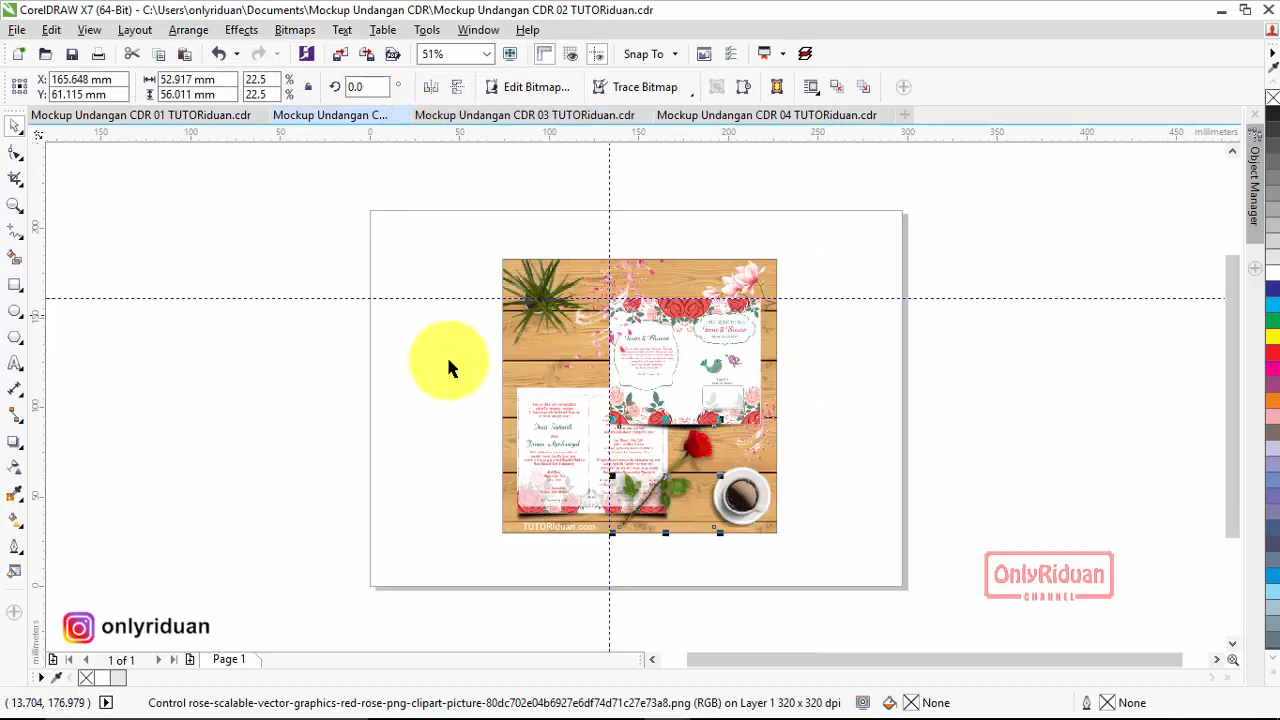 CorelDRAW X7 (64-Bit) - C:\Users\onlyriduan\Documents\Mockup Undangan CDR\Mockup Undangan CDR 02 TUTORiduan.cdr
File Edit View Layout Arrange Effects Bitmaps Text Table Tools Window Help
51% Snap To
X: 165.648 mm 52.917 mm 22.5 % 0.0 ° Edit Bitmap... Trace Bitmap
Y: 61.115 mm 56.011 mm 22.5 %
Mockup Undangan CDR 01 TUTORiduan.cdr Mockup Undangan C... Mockup Undangan CDR 03 TUTORiduan.cdr Mockup Undangan CDR 04 TUTORiduan.cdr
150 100 50 0 50 100 150 200 250 300 350 400 450 millimeters
Object Manager
200
150
100
50
0
millimeters
TUTORiduan.com
OnlyRiduan
CHANNEL
onlyriduan
1 of 1 Page 1
(13.704, 176.979) Control rose-scalable-vector-graphics-red-rose-png-clipart-picture-80dc702e04b6927e6df74d71c27e73a8.png (RGB) on Layer 1 320 x 320 dpi None None